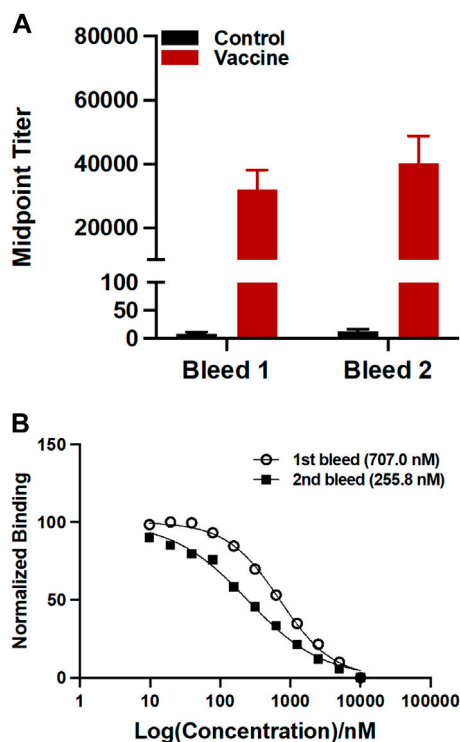 A
80000
60000
40000
20000
100
50
0
Midpoint Titer
Control
Vaccine
Bleed 1
Bleed 2
B
150
100
50
0
Normalized Binding
1st bleed (707.0 nM)
2nd bleed (255.8 nM)
1 10 100 1000 10000 100000
Log(Concentration)/nM